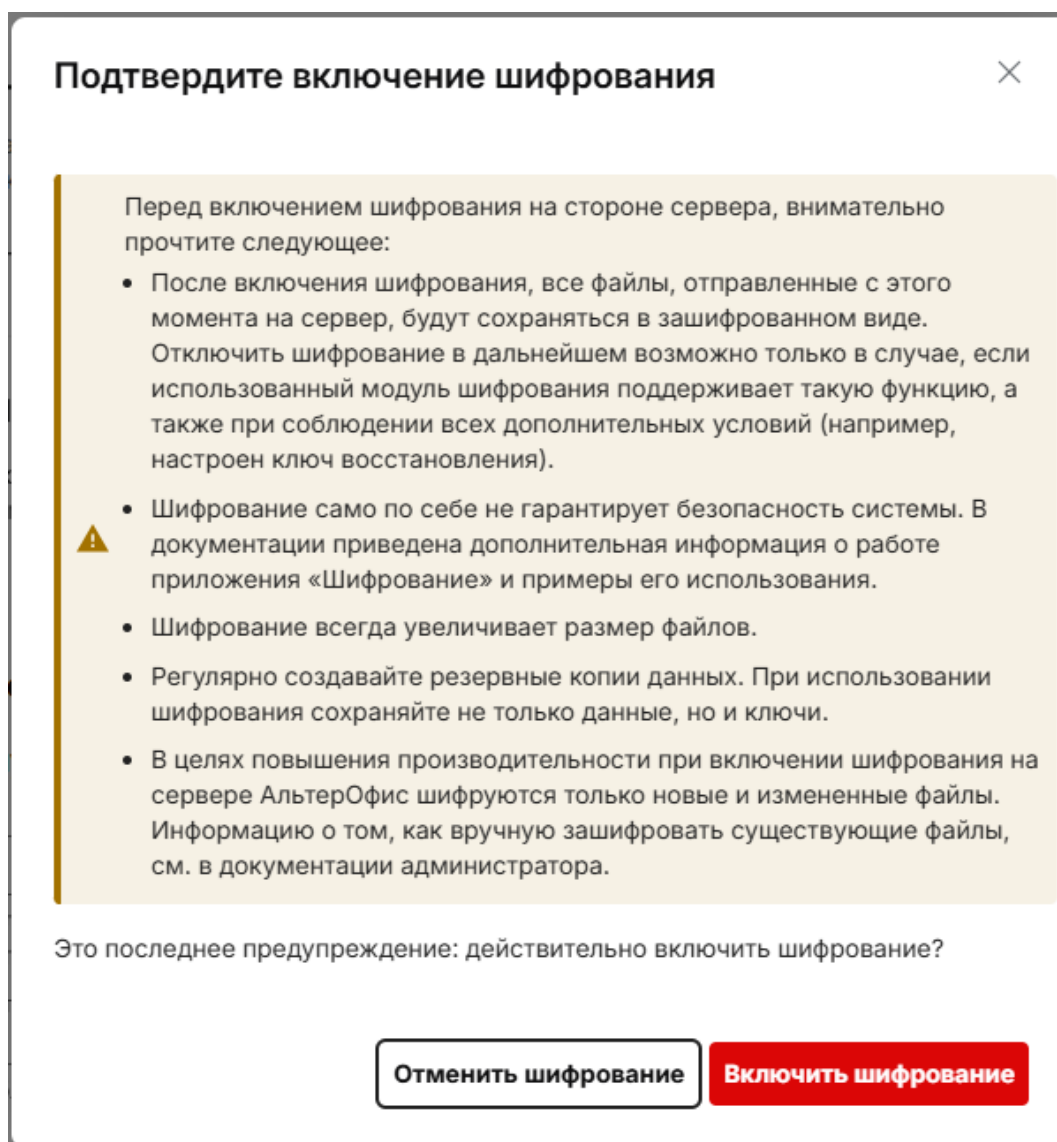 Подтвердите включение шифрования
Перед включением шифрования на стороне сервера, внимательно
прочтите следующее:
• После включения шифрования, все файлы, отправленные с этого
момента на сервер, будут сохраняться в зашифрованном виде.
Отключить шифрование в дальнейшем возможно только в случае, если
использованный модуль шифрования поддерживает такую функцию, а
также при соблюдении всех дополнительных условий (например,
настроен ключ восстановления).
• Шифрование само по себе не гарантирует безопасность системы. В
документации приведена дополнительная информация о работе
приложения «Шифрование» и примеры его использования.
• Шифрование всегда увеличивает размер файлов.
• Регулярно создавайте резервные копии данных. При использовании
шифрования сохраняйте не только данные, но и ключи.
• В целях повышения производительности при включении шифрования на
сервере АльтерОфис шифруются только новые и измененные файлы.
Информацию о том, как вручную зашифровать существующие файлы,
см. в документации администратора.
Это последнее предупреждение: действительно включить шифрование?
Отменить шифрование
Включить шифрование